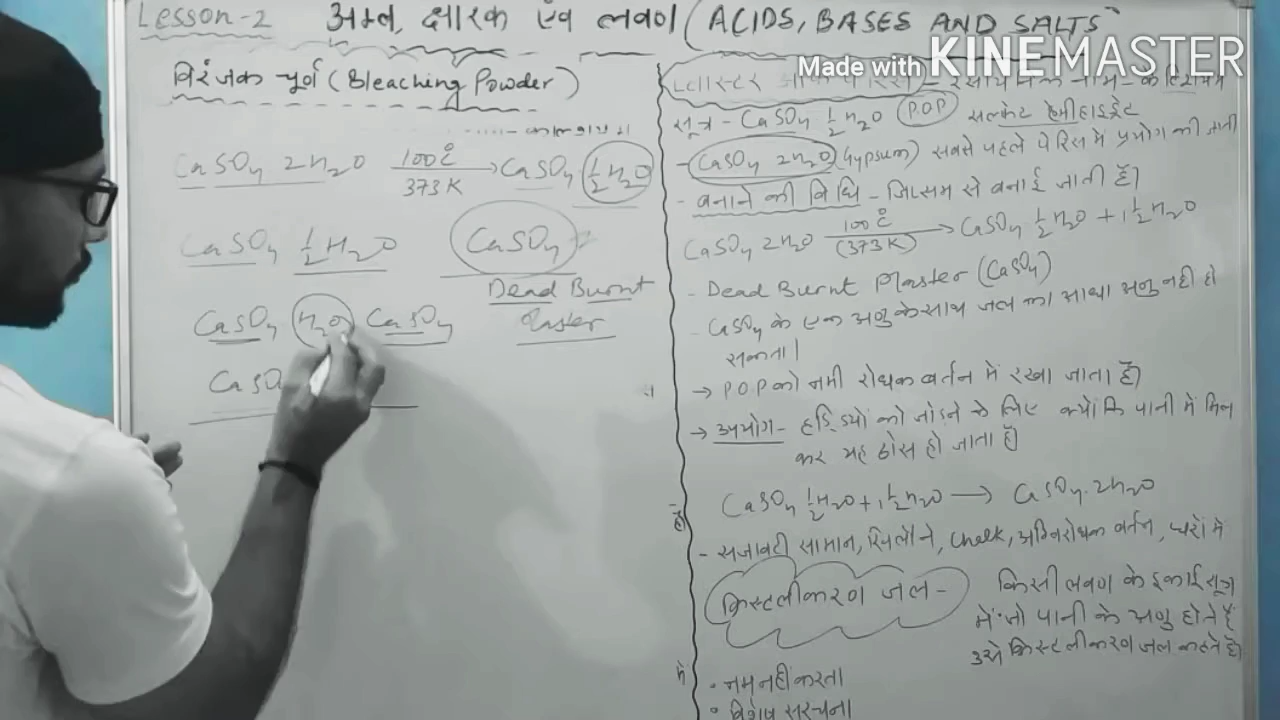 Lesson-2 अम्ल, क्षारक एवं लवण (ACIDS, BASES AND SALTS
Made with KINEMASTER
विरंजक चूर्ण (Bleaching Powder)
CaSO4 2H2O 100°C 373K → CaSO4 ½H2O
CaSO4 ½H2O CaSO4
Dead Burnt
CaSO4 H2O CaSO4 Plaster
CaSO
प्लास्टर
सूत्र - CaSO4 ½H2O (P.O.P) सल्फेट हेमीहाइड्रेट
- CaSO4 2H2O (Gypsum) सबसे पहले पेरिस में प्रयोग की जाती
- बनाने की विधि - जिप्सम से बनाई जाती है।
CaSO4 2H2O 100°C (373K) → CaSO4 ½H2O + 1½H2O
- Dead Burnt Plaster (CaSO4)
- CaSO4 के एक अणु के साथ जल का आधा अणु नही हो
सकता।
→ P.O.P को नमी रोधक बर्तन में रखा जाता है।
→ उपयोग - हड्डियों को जोड़ने के लिए क्यों कि पानी में मिल
कर यह ठोस हो जाता है।
CaSO4 ½H2O + 1½H2O → CaSO4.2H2O
- सजावटी सामान, खिलौने, chalk, अग्निरोधक बर्तन, घरों में
क्रिस्टलीकरण जल - किसी लवण के इकाई सूत्र
में जो पानी के अणु होते हैं
उसे क्रिस्टलीकरण जल कहते है।
• नम नहीं करता
• विशेष संरचना